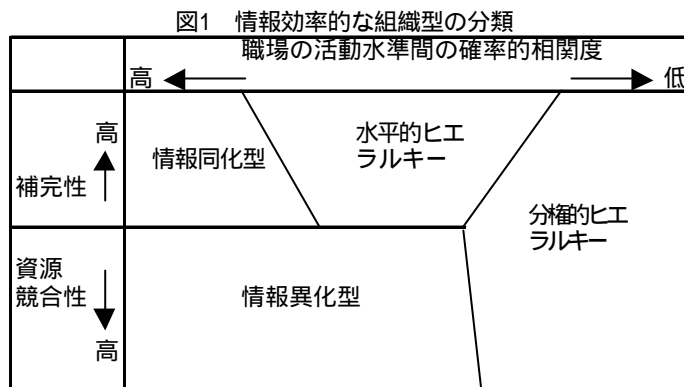 図1 情報効率的な組織型の分類
職場の活動水準間の確率的相関度
高
低
高
補完性
情報同化型
水平的ヒエ
ラルキー
分権的ヒエ
ラルキー
資源
競合性
高
情報異化型